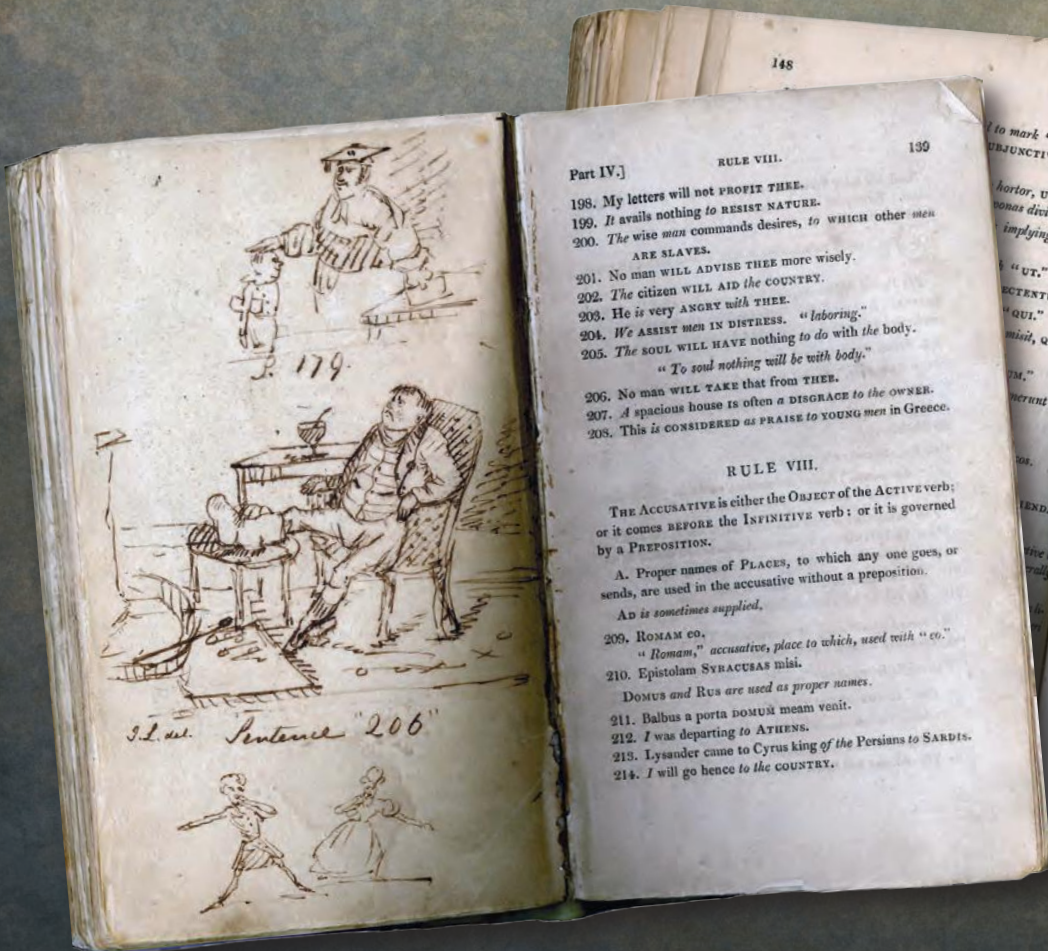 P. 179.
J.L. del. Sentence "206"
Part IV.] RULE VIII. 139
198. My letters will not PROFIT THEE.
199. It avails nothing to RESIST NATURE.
200. The wise man commands desires, to WHICH other men
ARE SLAVES.
201. No man WILL ADVISE THEE more wisely.
202. The citizen WILL AID the COUNTRY.
203. He is very ANGRY with THEE.
204. We ASSIST men IN DISTRESS. "laboring."
205. The SOUL WILL HAVE nothing to do with the body.
"To soul nothing will be with body."
206. No man WILL TAKE that from THEE.
207. A spacious house IS often a DISGRACE to the OWNER.
208. This is CONSIDERED as PRAISE to YOUNG men in Greece.
RULE VIII.
THE ACCUSATIVE is either the OBJECT of the ACTIVE verb;
or it comes BEFORE the INFINITIVE verb: or it is governed
by a PREPOSITION.
A. Proper names of PLACES, to which any one goes, or
sends, are used in the accusative without a preposition.
AD is sometimes supplied.
209. ROMAM eo.
"Romam," accusative, place to which, used with "eo."
210. Epistolam SYRACUSAS misi.
DOMUS and RUS are used as proper names.
211. Balbus a porta DOMUM meam venit.
212. I was departing to ATHENS.
213. Lysander came to Cyrus king of the Persians to SARDIS.
214. I will go hence to the COUNTRY.
148
to mark
hortor,
implying
"UT."
"QUI."
misit,